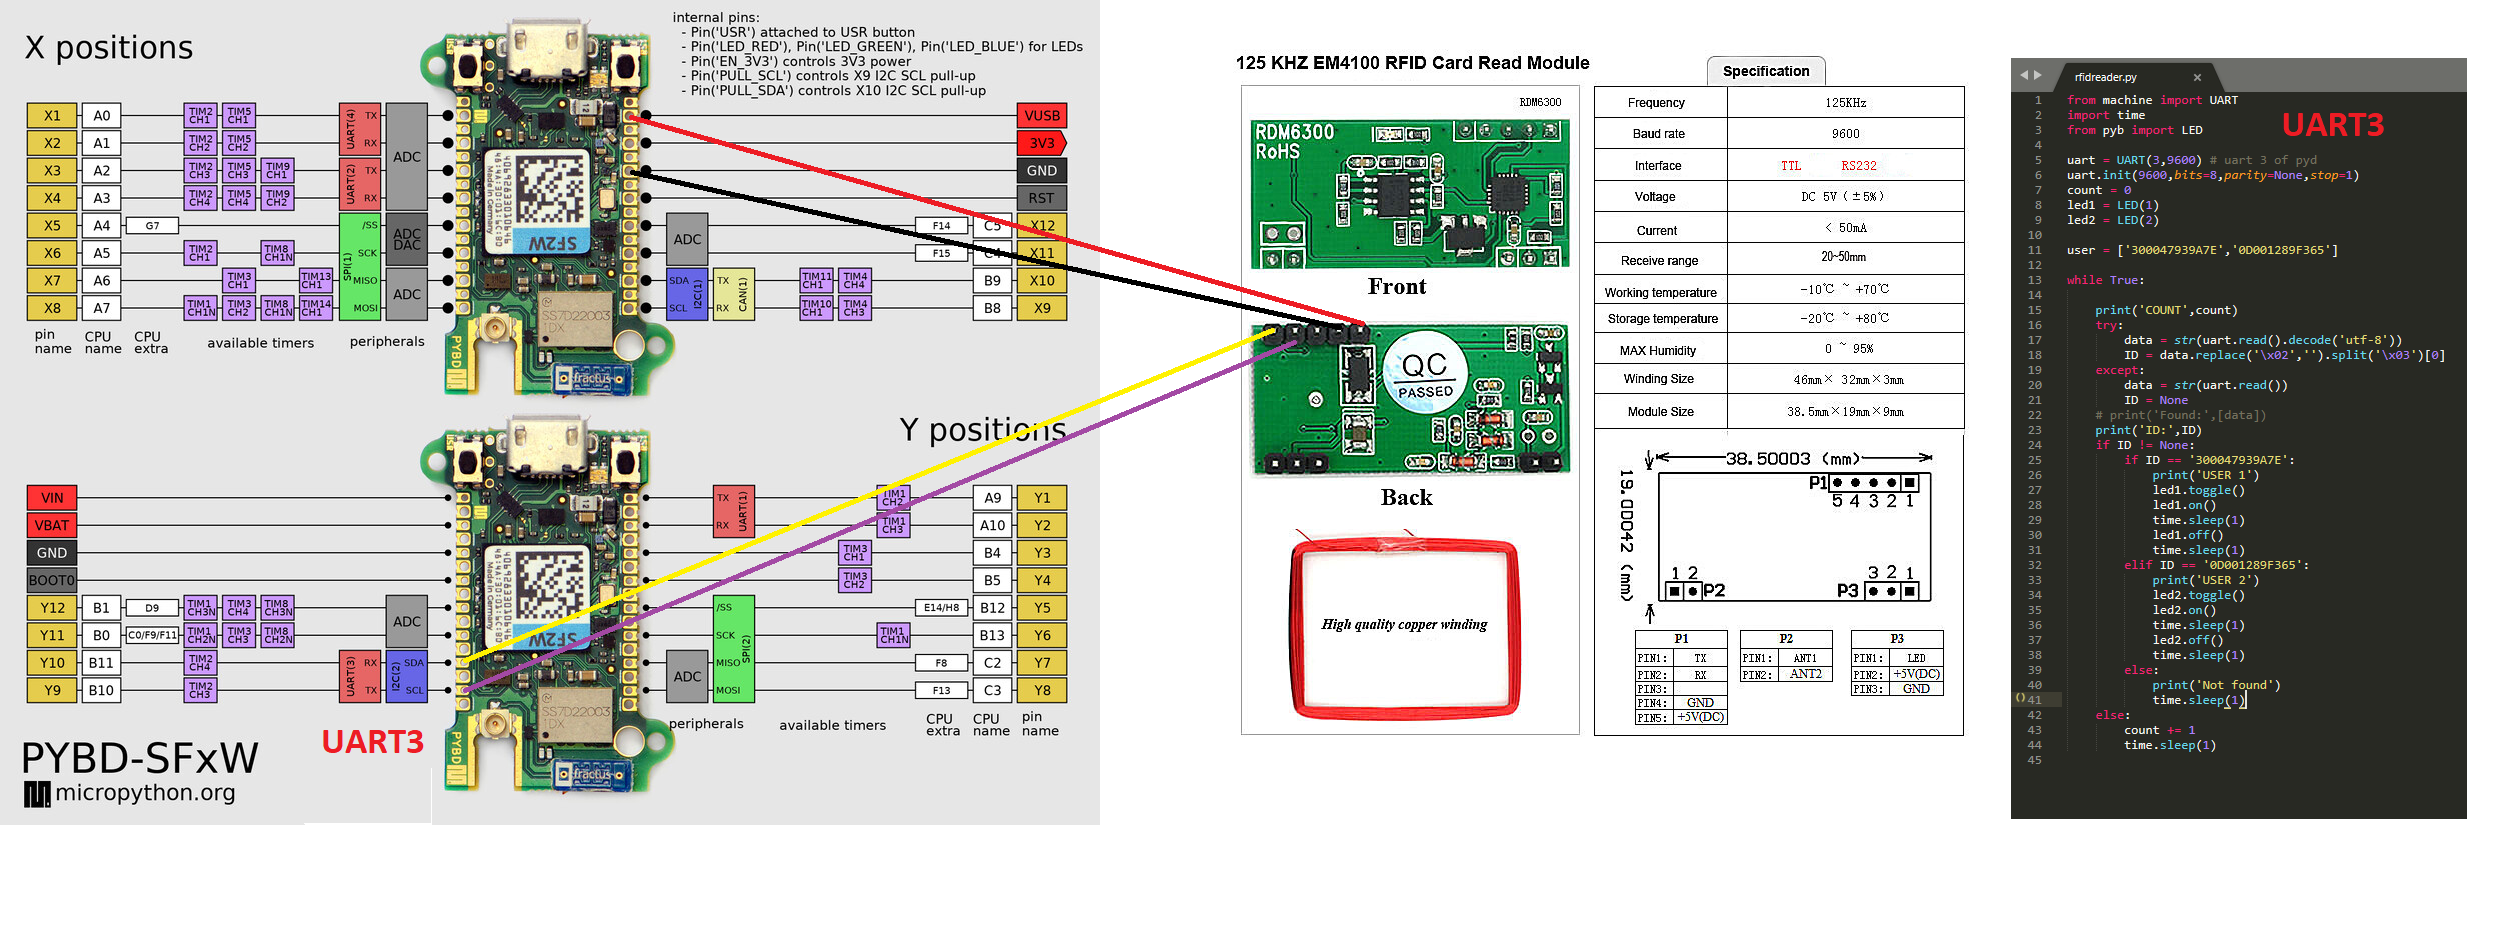 X positions
internal pins:
- Pin('USR') attached to USR button
- Pin('LED_RED'), Pin('LED_GREEN'), Pin('LED_BLUE') for LEDs
- Pin('EN_3V3') controls 3V3 power
- Pin('PULL_SCL') controls X9 I2C SCL pull-up
- Pin('PULL_SDA') controls X10 I2C SCL pull-up
X1 A0 TIM2 CH1 TIM5 CH1 TX VUSB
X2 A1 TIM2 CH2 TIM5 CH2 RX 3V3
UART(4)
X3 A2 TIM2 CH3 TIM5 CH3 TIM9 CH1 TX GND
X4 A3 TIM2 CH4 TIM5 CH4 TIM9 CH2 RX RST
UART(2)
ADC
X5 A4 G7 /SS ADC DAC F14 C5 X12
X6 A5 TIM2 CH1 TIM8 CH1N SCK ADC F15 C4 X11
X7 A6 TIM3 CH1 TIM13 CH1 MISO SDA TX TIM11 CH1 TIM4 CH4 B9 X10
X8 A7 TIM1 CH1N TIM3 CH2 TIM8 CH1N TIM14 CH1 MOSI ADC SCL RX TIM10 CH1 TIM4 CH3 B8 X9
SPI(1)
I2C(1)
CAN(1)
pin name
CPU name
CPU extra
available timers
peripherals
Made in Germany
SF2W
SS7D22003
IDX
PYBD
fractus
Y positions
VIN TX TIM1 CH2 A9 Y1
VBAT RX TIM1 CH3 A10 Y2
UART(1)
GND TIM3 CH1 B4 Y3
BOOT0 TIM3 CH2 B5 Y4
Y12 B1 D9 TIM1 CH3N TIM3 CH4 TIM8 CH3N /SS E14/H8 B12 Y5
Y11 B0 C0/F9/F11 TIM1 CH2N TIM3 CH3 TIM8 CH2N ADC SCK TIM1 CH1N B13 Y6
Y10 B11 TIM2 CH4 RX SDA MISO F8 C2 Y7
Y9 B10 TIM2 CH3 TX SCL ADC MOSI F13 C3 Y8
UART(3)
I2C(2)
SPI(2)
peripherals
available timers
CPU extra
CPU name
pin name
Made in Germany
SF2W
SS7D22003
IDX
PYBD
fractus
UART3
PYBD-SFxW
micropython.org
125 KHZ EM4100 RFID Card Read Module
RDM6300
RDM6300
RoHS
Front
QC
PASSED
Back
High quality copper winding
Specification
Frequency 125KHz
Baud rate 9600
Interface TTL RS232
Voltage DC 5V (±5%)
Current < 50mA
Receive range 20~50mm
Working temperature -10℃ ~ +70℃
Storage temperature -20℃ ~ +80℃
MAX Humidity 0 ~ 95%
Winding Size 46mm× 32mm×3mm
Module Size 38.5mm×19mm×9mm
38.50003 (mm)
19.00042 (mm)
P1
5 4 3 2 1
1 2 P2
P3 3 2 1
P1
PIN1: TX
PIN2: RX
PIN3:
PIN4: GND
PIN5: +5V(DC)
P2
PIN1: ANT1
PIN2: ANT2
P3
PIN1: LED
PIN2: +5V(DC)
PIN3: GND
rfidreader.py ×
UART3
1 from machine import UART
2 import time
3 from pyb import LED
4
5 uart = UART(3,9600) # uart 3 of pyd
6 uart.init(9600,bits=8,parity=None,stop=1)
7 count = 0
8 led1 = LED(1)
9 led2 = LED(2)
10
11 user = ['300047939A7E','0D001289F365']
12
13 while True:
14
15 print('COUNT',count)
16 try:
17 data = str(uart.read().decode('utf-8'))
18 ID = data.replace('\x02','').split('\x03')[0]
19 except:
20 data = str(uart.read())
21 ID = None
22 # print('Found:',[data])
23 print('ID:',ID)
24 if ID != None:
25 if ID == '300047939A7E':
26 print('USER 1')
27 led1.toggle()
28 led1.on()
29 time.sleep(1)
30 led1.off()
31 time.sleep(1)
32 elif ID == '0D001289F365':
33 print('USER 2')
34 led2.toggle()
35 led2.on()
36 time.sleep(1)
37 led2.off()
38 time.sleep(1)
39 else:
40 print('Not found')
41 time.sleep(1)
42 else:
43 count += 1
44 time.sleep(1)
45